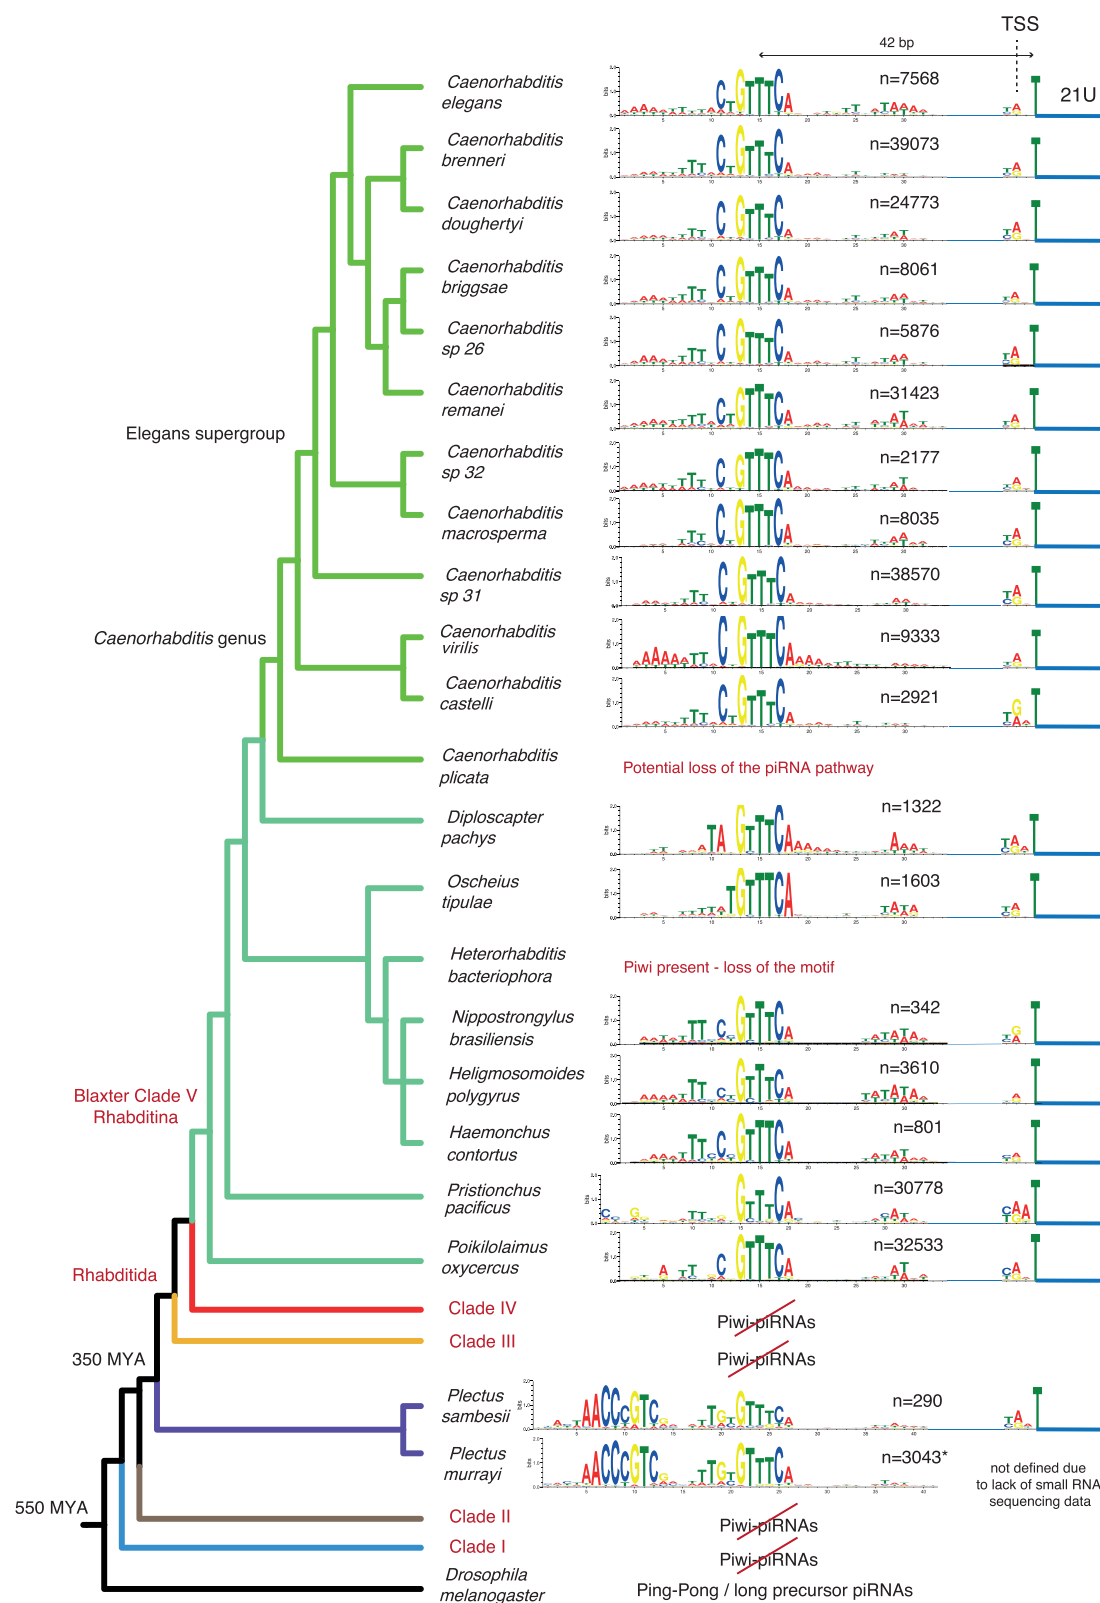 TSS
42 bp
21U
Caenorhabditis
elegans
n=7568
Caenorhabditis
brenneri
n=39073
Caenorhabditis
doughertyi
n=24773
Caenorhabditis
briggsae
n=8061
Caenorhabditis
sp 26
n=5876
Caenorhabditis
remanei
n=31423
Elegans supergroup
Caenorhabditis
sp 32
n=2177
Caenorhabditis
macrosperma
n=8035
Caenorhabditis
sp 31
n=38570
Caenorhabditis genus
Caenorhabditis
virilis
n=9333
Caenorhabditis
castelli
n=2921
Caenorhabditis
plicata
Potential loss of the piRNA pathway
Diploscapter
pachys
n=1322
Oscheius
tipulae
n=1603
Heterorhabditis
bacteriophora
Piwi present - loss of the motif
Nippostrongylus
brasiliensis
n=342
Heligmosomoides
polygyrus
n=3610
Blaxter Clade V
Rhabditina
Haemonchus
contortus
n=801
Pristionchus
pacificus
n=30778
Poikilolaimus
oxycercus
n=32533
Rhabditida
Clade IV
Piwi-piRNAs
Clade III
Piwi-piRNAs
350 MYA
Plectus
sambesii
n=290
Plectus
murrayi
n=3043*
not defined due
to lack of small RNA
sequencing data
550 MYA
Clade II
Piwi-piRNAs
Clade I
Piwi-piRNAs
Drosophila
melanogaster
Ping-Pong / long precursor piRNAs